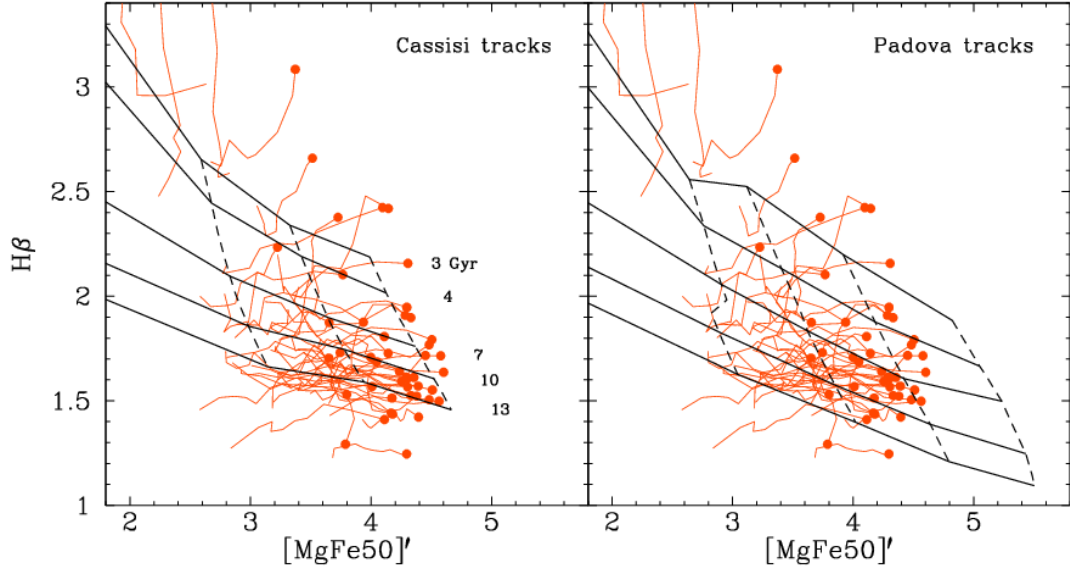 Cassisi tracks
Padova tracks
3
2.5
2
1.5
1
Hβ
3 Gyr
4
7
10
13
2 3 4 5
2 3 4 5
[MgFe50]′
[MgFe50]′